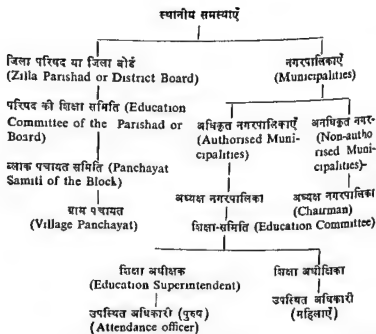 स्थानीय समस्याएँ
जिला परिषद या जिला बोर्ड
(Zilla Parishad or District Board)
परिषद की शिक्षा समिति (Education
Committee of the Parishad or
Board)
ब्लाक पचायत समिति (Panchayat
Samiti of the Block)
ग्राम पंचायत
(Village Panchayat)
नगरपालिकाएँ
(Municipalities)
अधिकृत नगरपालिकाएँ
(Authorised Muni-
cipalities)
अनधिकृत नगर-
(Non-autho
rised Muni-
cipalities)-
अध्यक्ष नगरपालिका
अध्यक्ष नगरपालिका
(Chairman)
शिक्षा-समिति (Education Committee)
शिक्षा अधीक्षक
(Education Superintendent)
शिक्षा अधीक्षिका
उपस्थित अधिकारी (पुरुष)
(Attendance officer)
उपस्थित अधिकारी
(महिलाएँ)